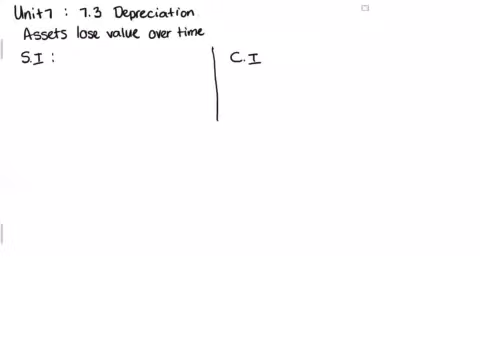 Unit 7 : 7.3 Depreciation
Assets lose value over time
S.I :
C.I